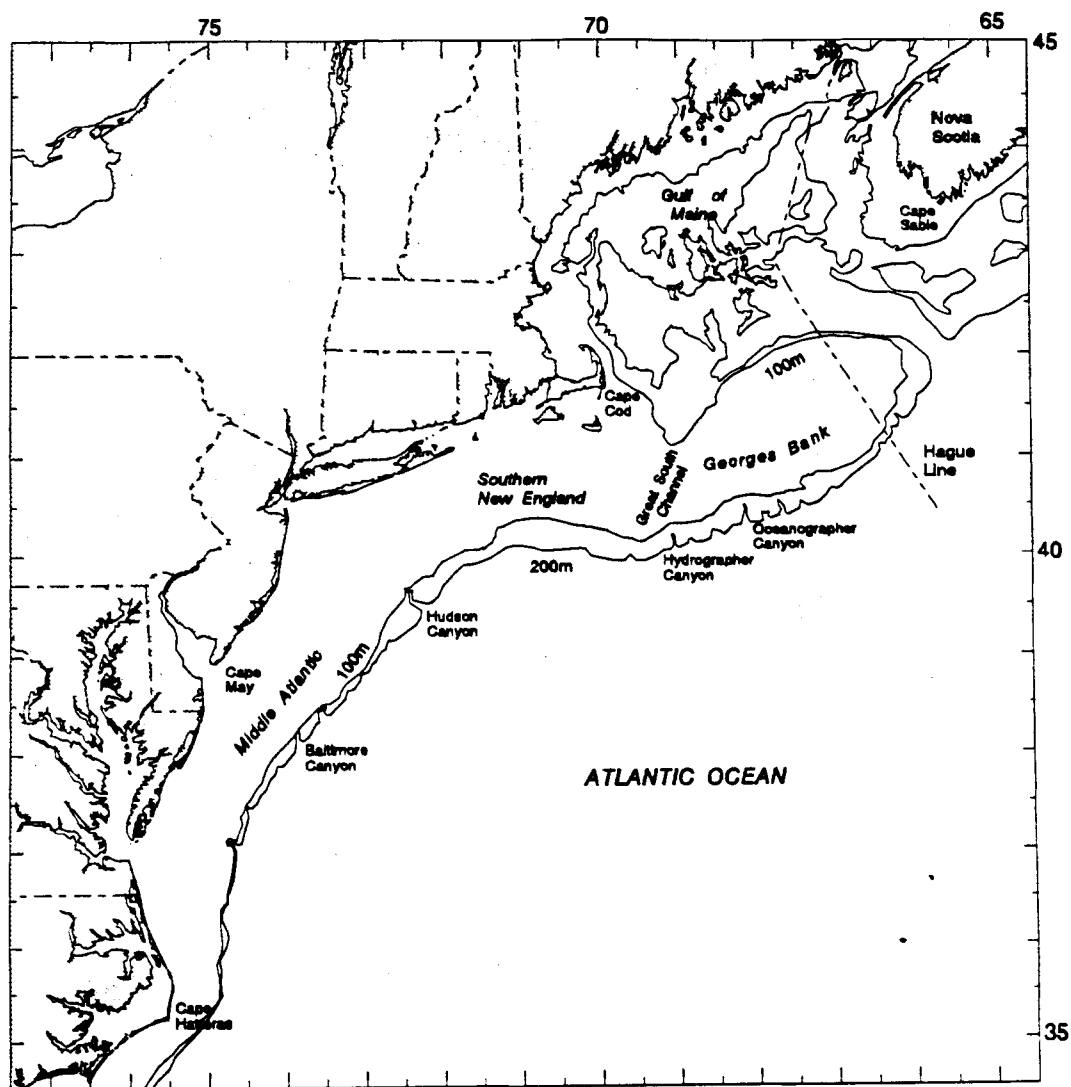 75
70
65
45
Nova
Scotia
Gulf of
Maine
Cape
Sable
100m
Cape
Cod
Georges Bank
Hague
Line
Great South
Channel
Southern
New England
Oceanographer
Canyon
40
200m
Hydrographer
Canyon
Hudson
Canyon
Cape
May
100m
Middle Atlantic
Baltimore
Canyon
ATLANTIC OCEAN
Cape
Hatteras
35